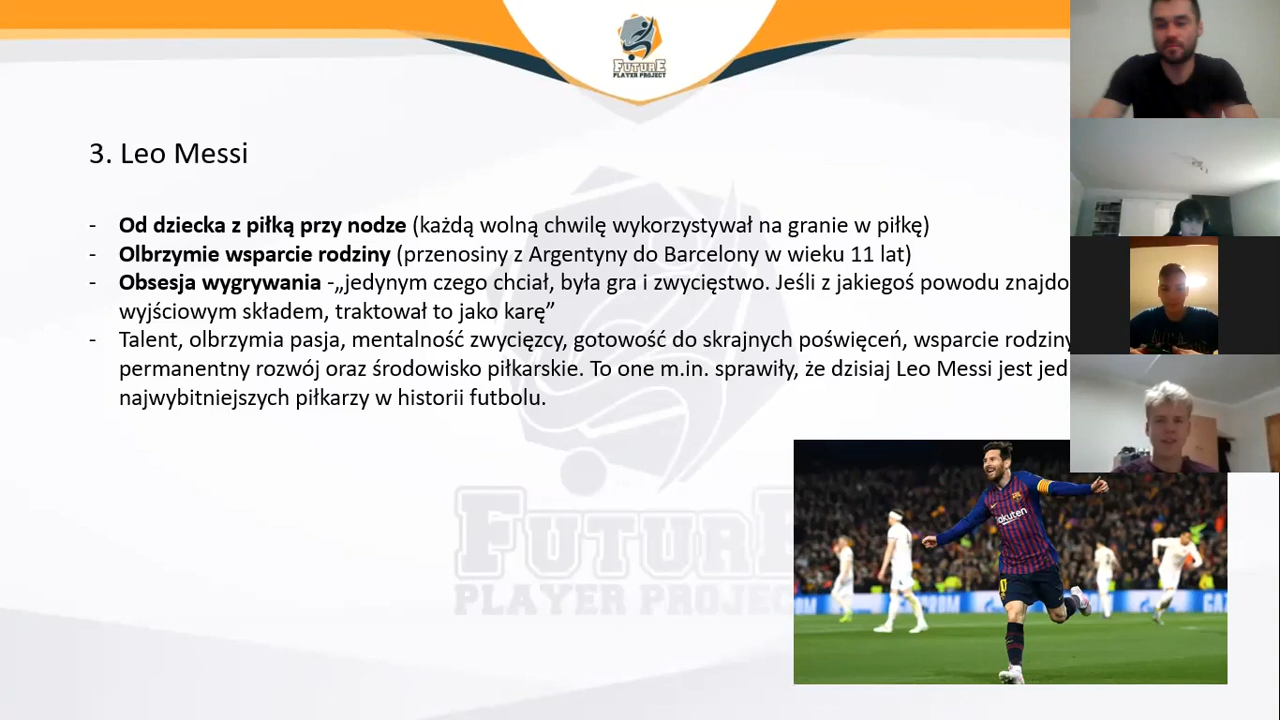 FUTURE
PLAYER PROJECT
3. Leo Messi
- Od dziecka z piłką przy nodze (każdą wolną chwilę wykorzystywał na granie w piłkę)
- Olbrzymie wsparcie rodziny (przenosiny z Argentyny do Barcelony w wieku 11 lat)
- Obsesja wygrywania -„jedynym czego chciał, była gra i zwycięstwo. Jeśli z jakiegoś powodu
wyjściowym składem, traktował to jako karę”
- Talent, olbrzymia pasja, mentalność zwycięzcy, gotowość do skrajnych poświęceń, wsparcie rodziny
permanentny rozwój oraz środowisko piłkarskie. To one m.in. sprawiły, że dzisiaj Leo Messi jest
najwybitniejszych piłkarzy w historii futbolu.
FUTURE
PLAYER PROJEC
Rakuten